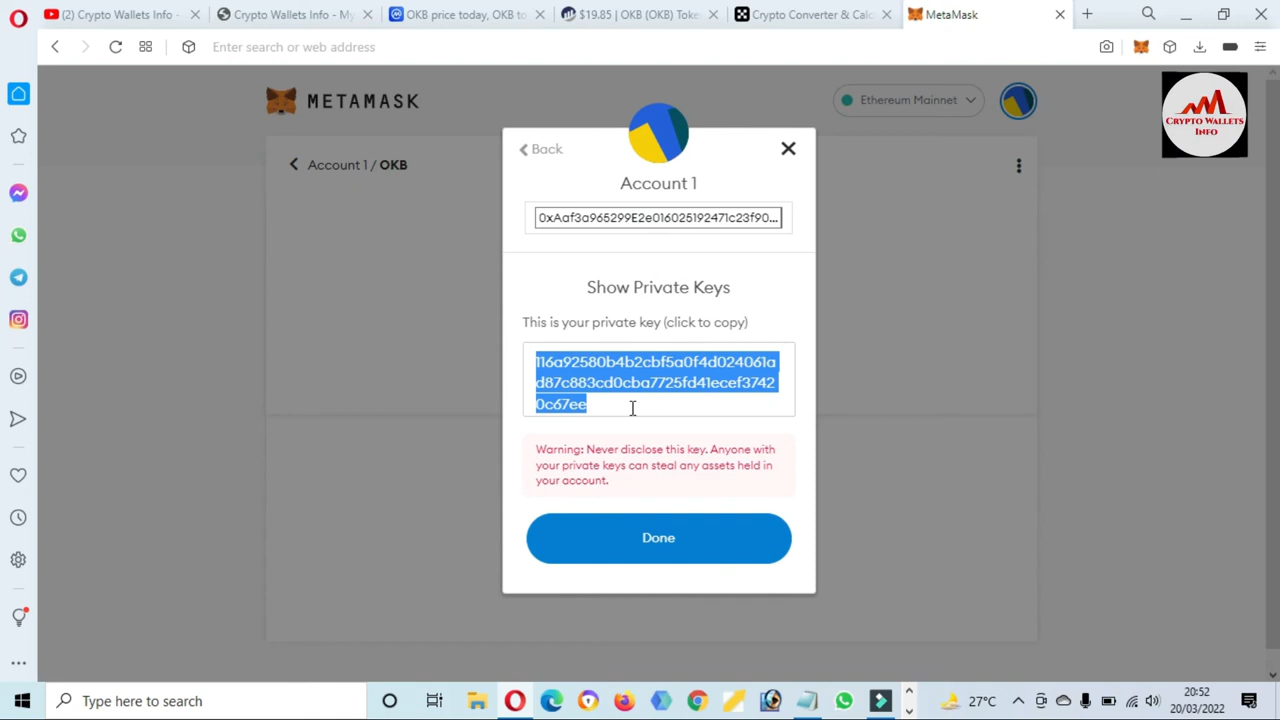 (2) Crypto Wallets Info -
Crypto Wallets Info - My
OKB price today, OKB to
$19.85 | OKB (OKB) Toke
Crypto Converter & Calc
MetaMask
Enter search or web address
METAMASK
Ethereum Mainnet
CRYPTO WALLETS
INFO
Account 1 / OKB
Back
Account 1
0xAaf3a965299E2e016025192471c23f90...
Show Private Keys
This is your private key (click to copy)
116a92580b4b2cbf5a0f4d024061a
d87c883cd0cba7725fd41ecef3742
0c67ee
Warning: Never disclose this key. Anyone with
your private keys can steal any assets held in
your account.
Done
Type here to search
27°C
20:52
20/03/2022